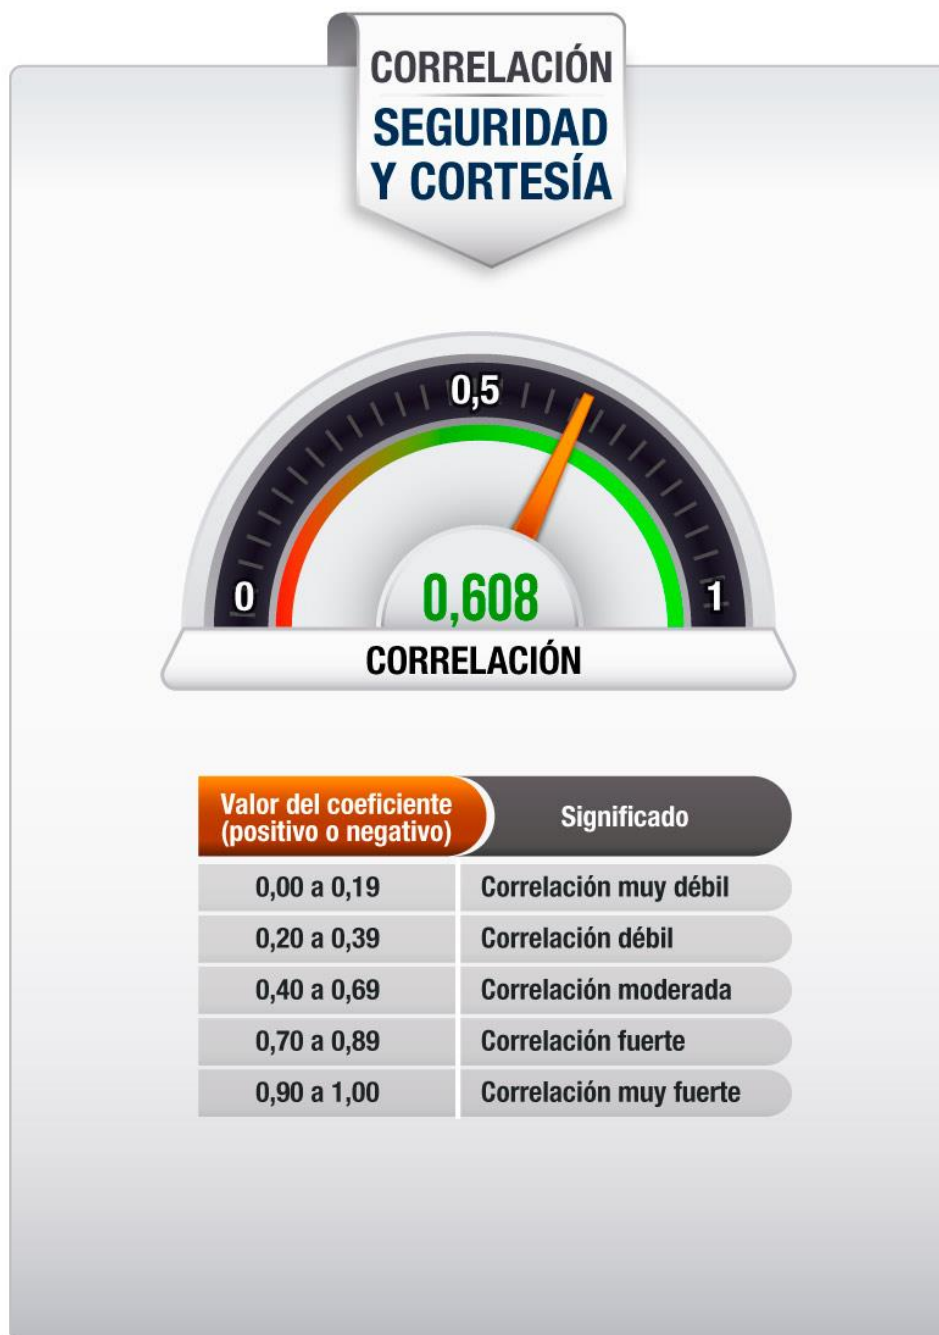 CORRELACIÓN
SEGURIDAD
Y CORTESÍA
0,5
0
1
0,608
CORRELACIÓN
Valor del coeficiente
(positivo o negativo)
Significado
0,00 a 0,19
Correlación muy débil
0,20 a 0,39
Correlación débil
0,40 a 0,69
Correlación moderada
0,70 a 0,89
Correlación fuerte
0,90 a 1,00
Correlación muy fuerte